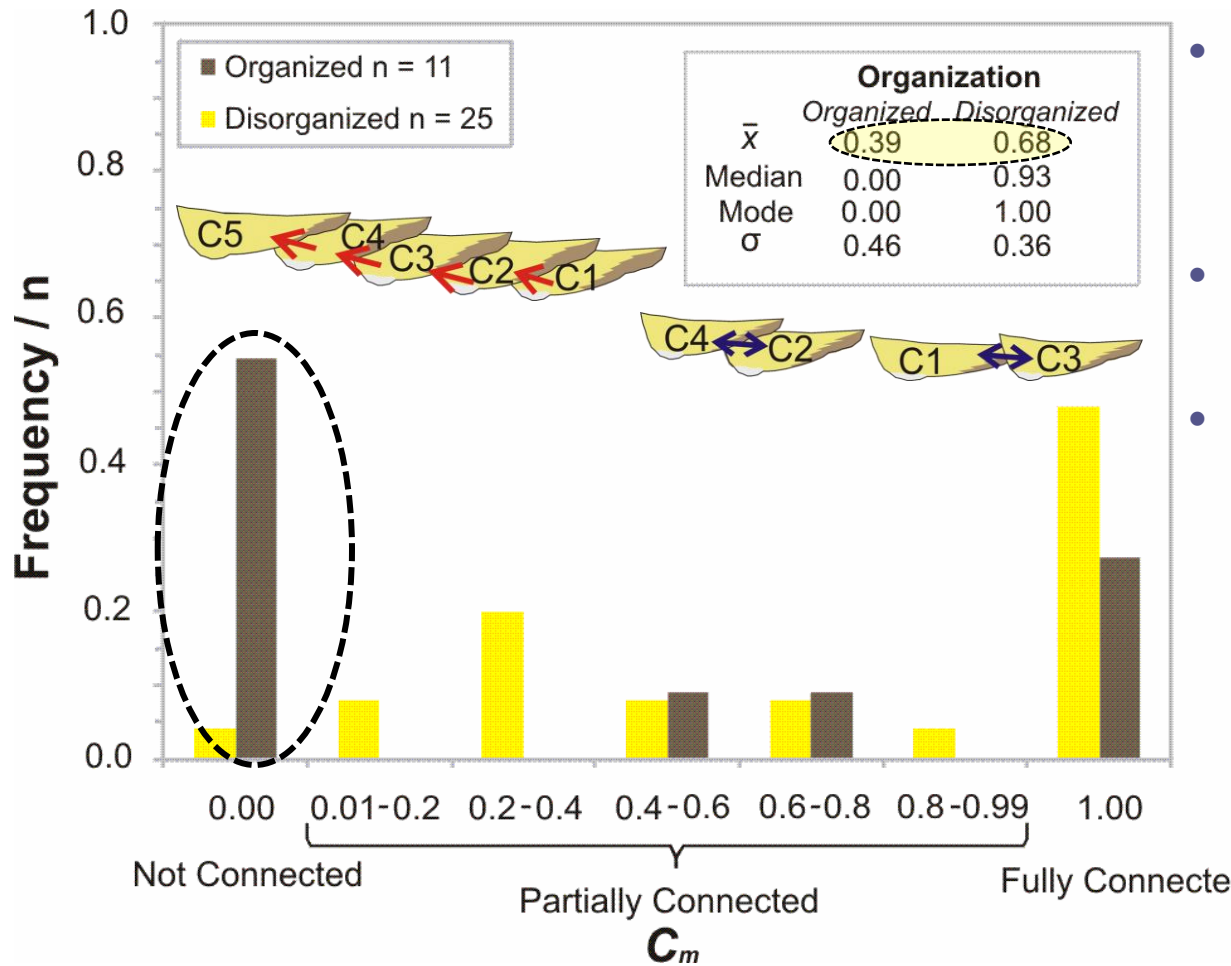 1.0
Organized n = 11
Disorganized n = 25
Organization
Organized Disorganized
x̄ 0.39 0.68
Median 0.00 0.93
Mode 0.00 1.00
σ 0.46 0.36
0.8
C5 C4 C3 C2 C1
0.6
C4 C2 C1 C3
Frequency / n
0.4
0.2
0.0
0.00 0.01-0.2 0.2-0.4 0.4-0.6 0.6-0.8 0.8-0.99 1.00
Not Connected Fully Connecte
Partially Connected
Cm